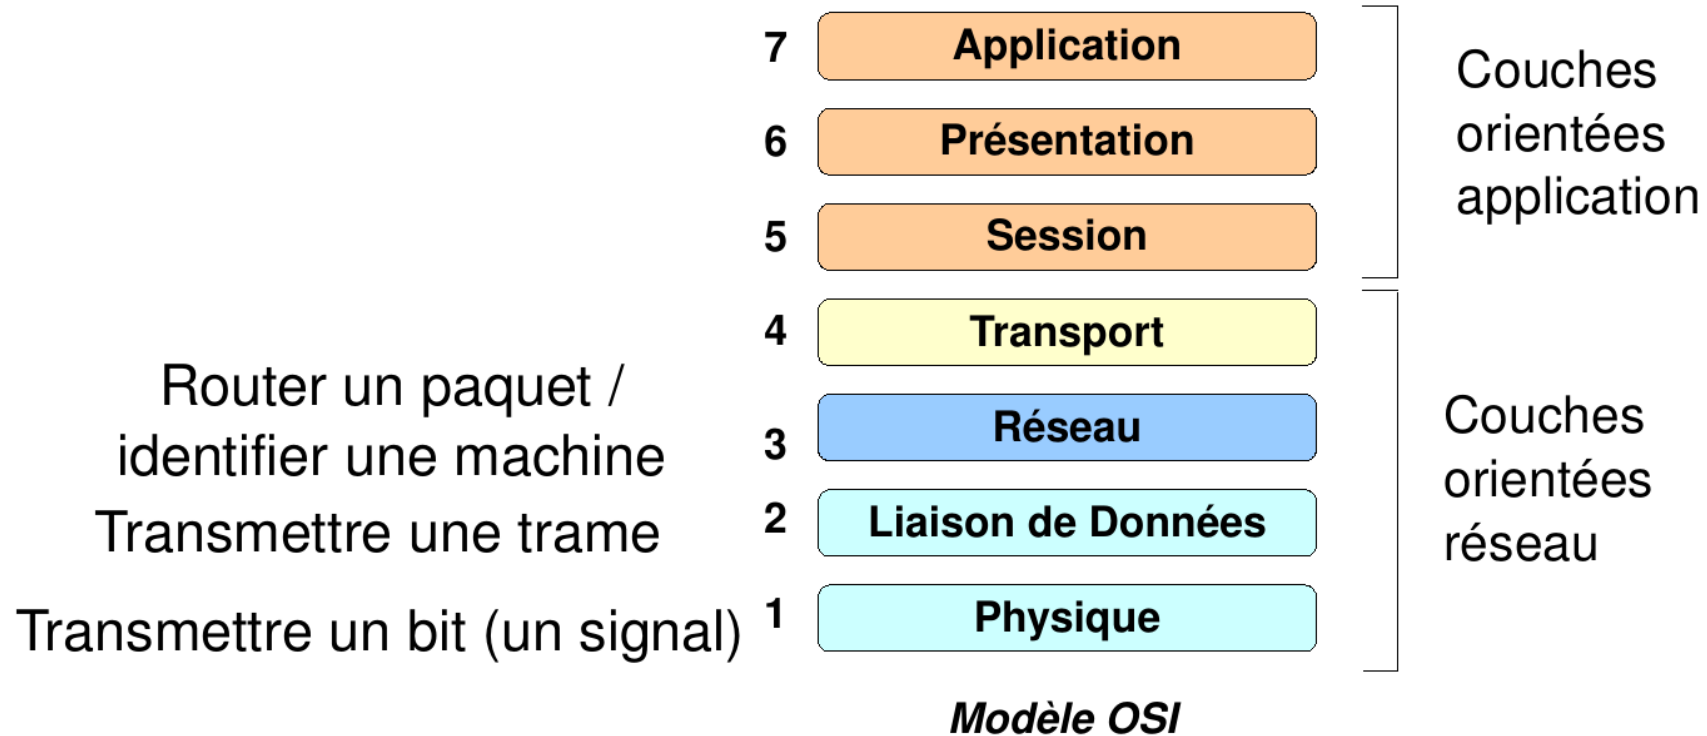 7 Application
6 Présentation
5 Session
Couches
orientées
application
4 Transport
Router un paquet /
identifier une machine
3 Réseau
Transmettre une trame
2 Liaison de Données
Transmettre un bit (un signal)
1 Physique
Couches
orientées
réseau
Modèle OSI